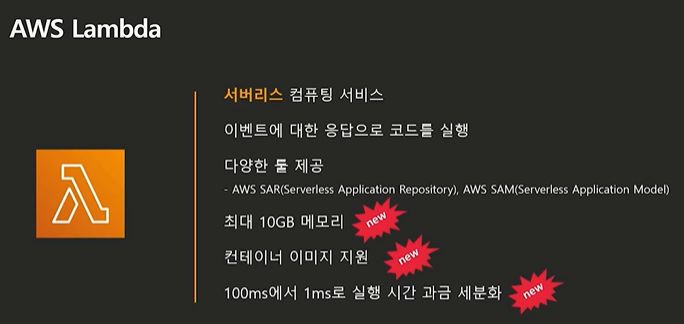 AWS Lambda
서버리스 컴퓨팅 서비스
이벤트에 대한 응답으로 코드를 실행
다양한 툴 제공
- AWS SAR(Serverless Application Repository), AWS SAM(Serverless Application Model)
최대 10GB 메모리 new
컨테이너 이미지 지원 new
100ms에서 1ms로 실행 시간 과금 세분화 new